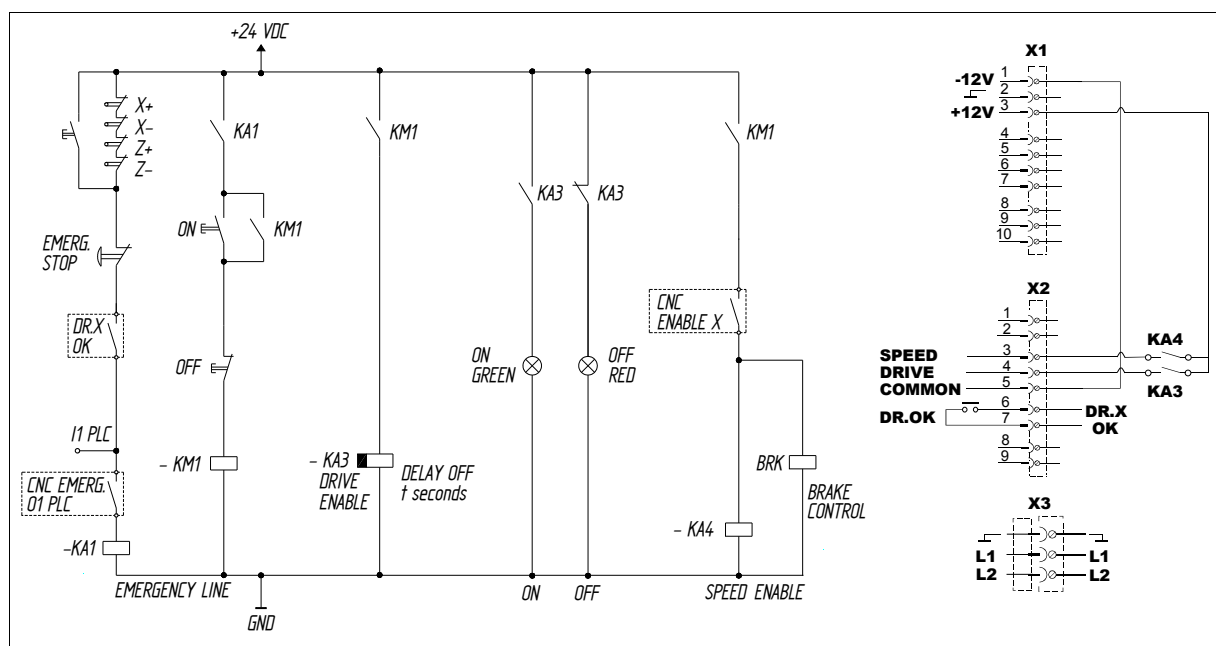 +24 VDC
X+
X-
Z+
Z-
EMERG.
STOP
DR.X
OK
I1 PLC
CNC EMERG.
O1 PLC
-KA1
EMERGENCY LINE
KA1
ON
KM1
OFF
- KM1
GND
KM1
- KA3
DRIVE
ENABLE
DELAY OFF
t seconds
KA3
ON
GREEN
ON
KA3
OFF
RED
OFF
KM1
CNC
ENABLE X
BRK
BRAKE
CONTROL
- KA4
SPEED ENABLE
X1
-12V 1
2
+12V 3
4
5
6
7
8
9
10
X2
1
2
SPEED 3
DRIVE 4
COMMON 5
KA4
KA3
DR.OK 6 DR.X
7 OK
8
9
X3
L1 L1
L2 L2